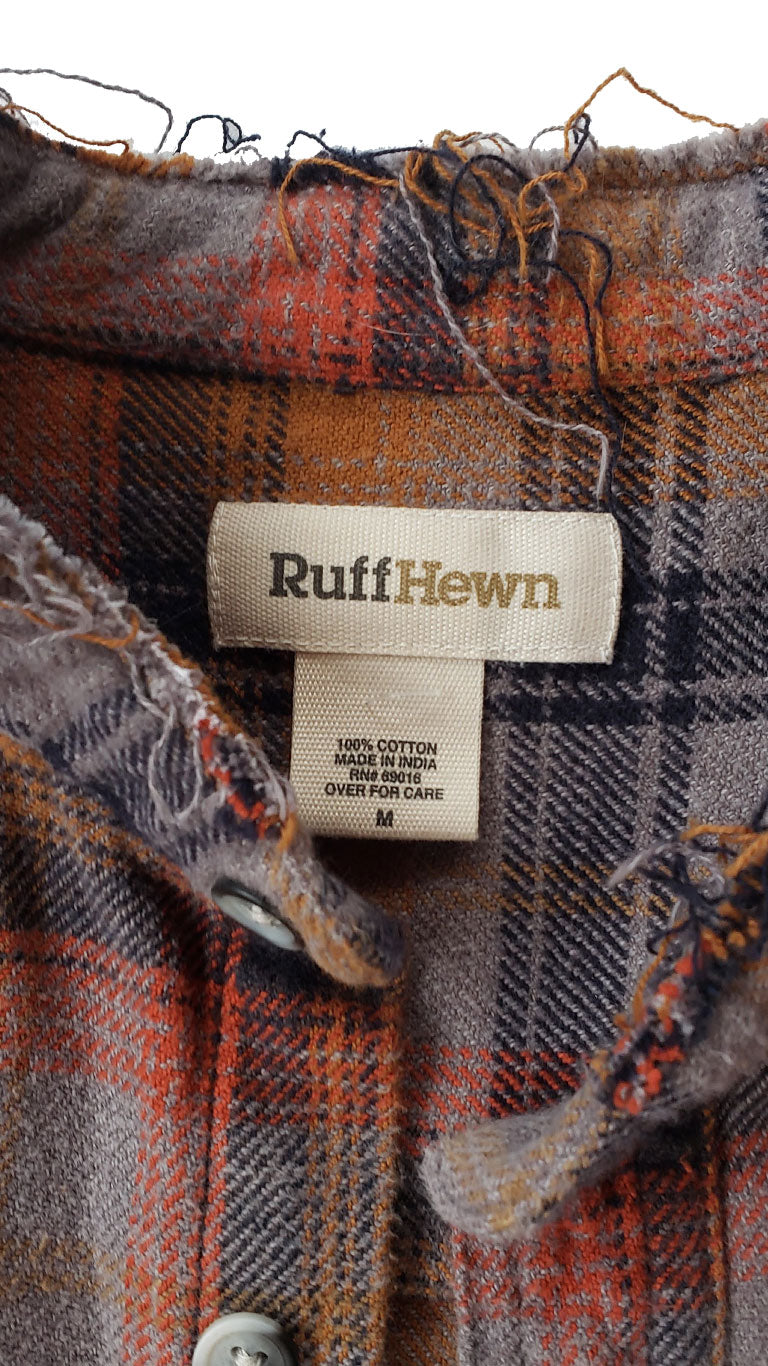 RuffHewn
100% COTTON
MADE IN INDIA
RN# 69016
OVER FOR CARE
M